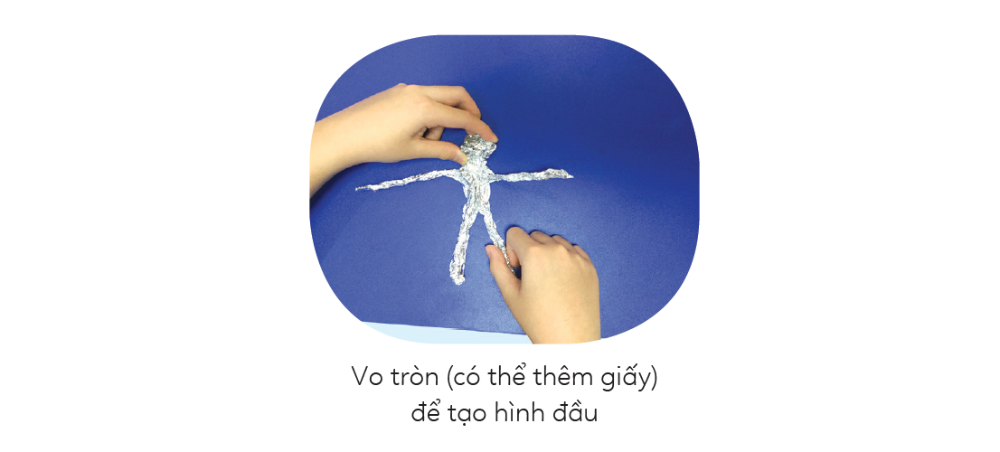 Vo tròn (có thể thêm giấy)
để tạo hình đầu